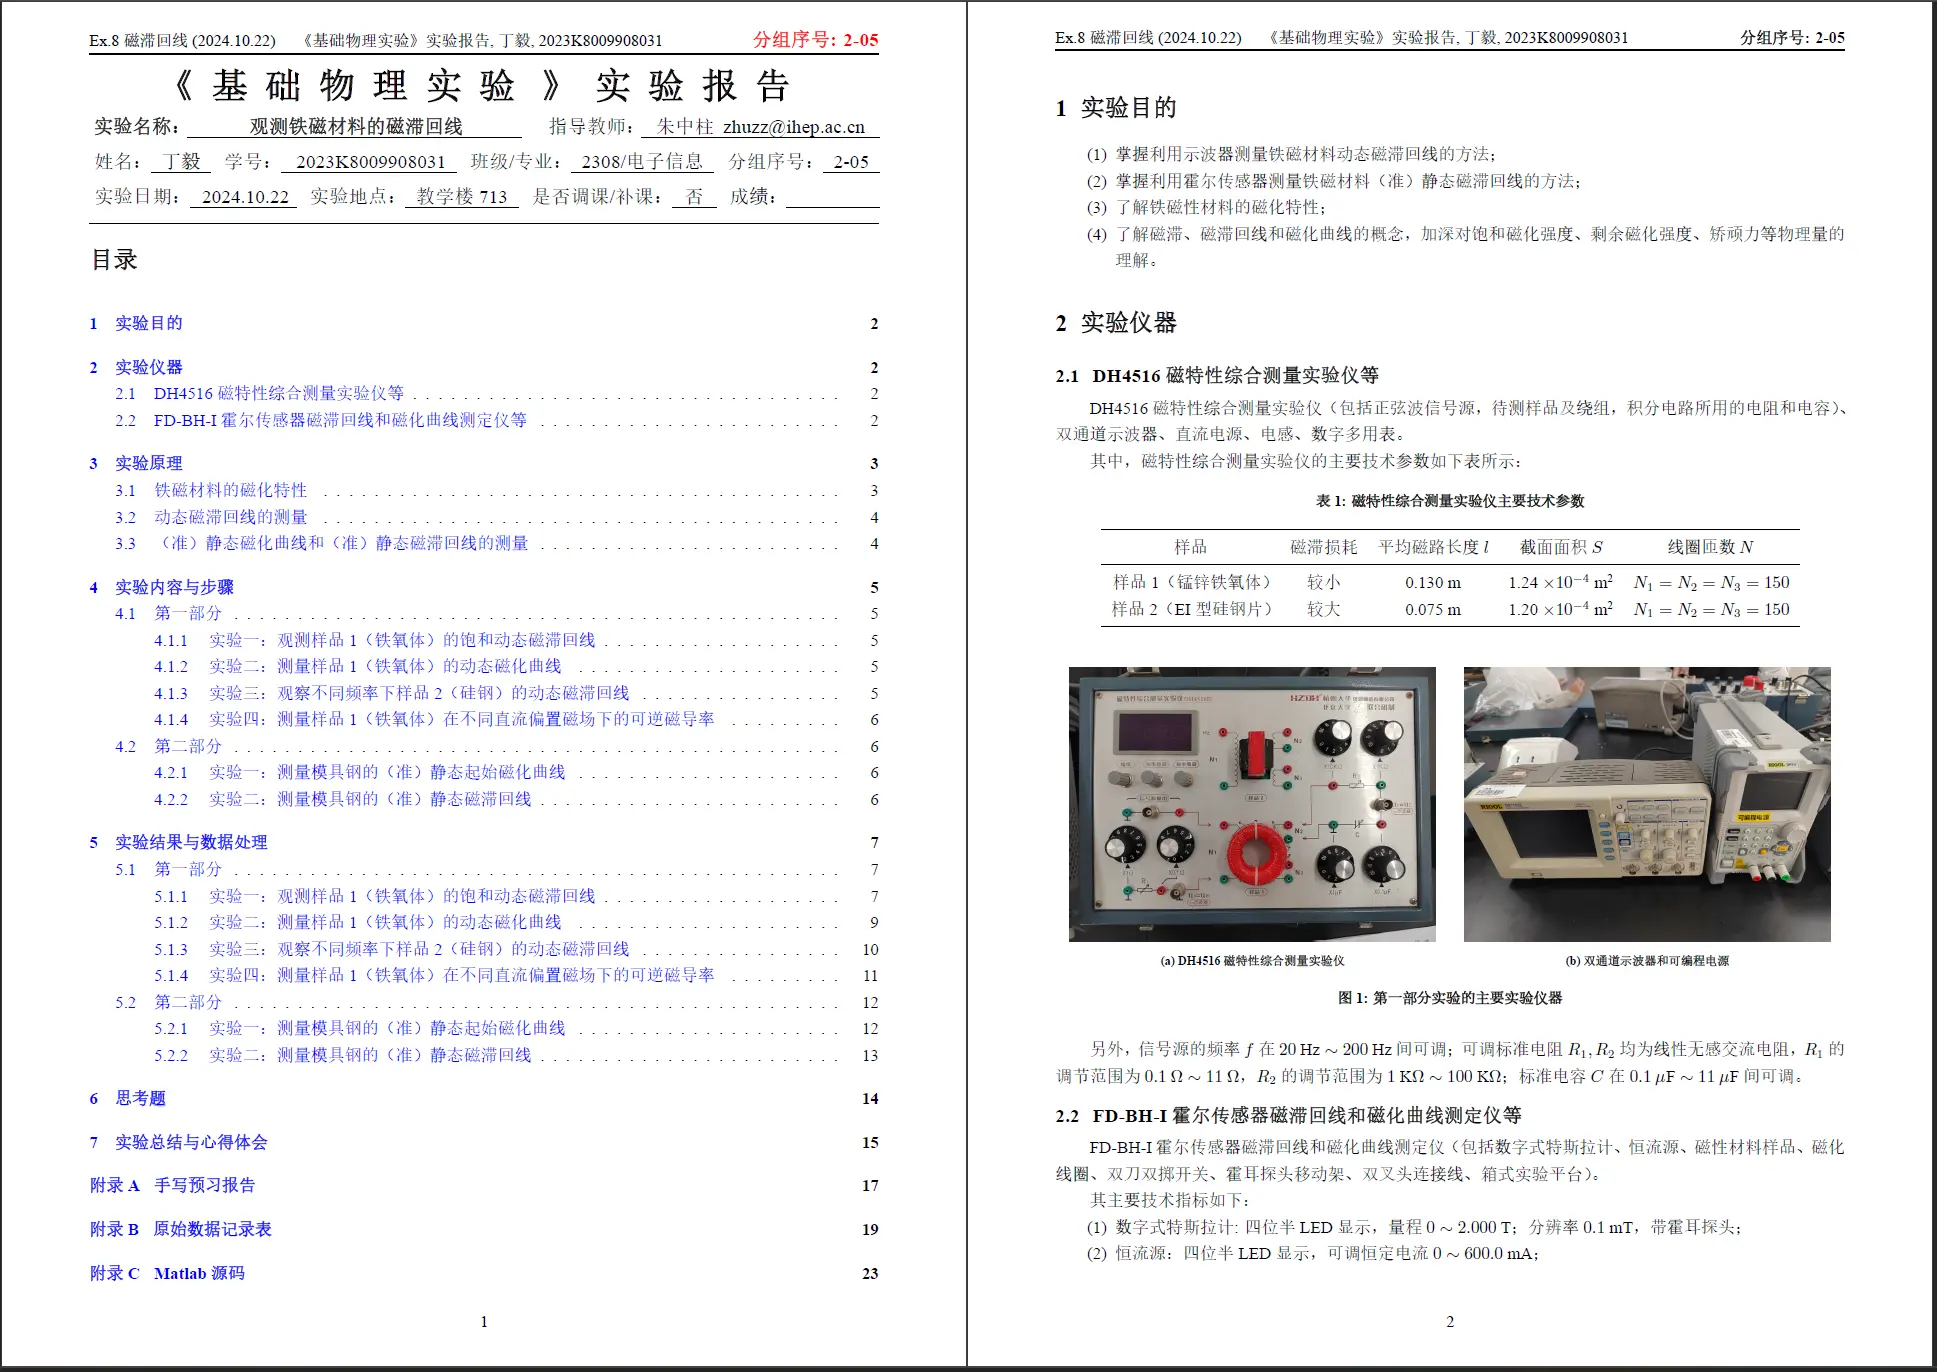 Ex.8 磁滞回线 (2024.10.22) 《基础物理实验》实验报告, 丁毅, 2023K8009908031 分组序号: 2-05
《基础物理实验》实验报告
实验名称： 观测铁磁材料的磁滞回线 指导教师： 朱中柱 zhuzz@ihep.ac.cn
姓名： 丁毅 学号： 2023K8009908031 班级/专业： 2308/电子信息 分组序号： 2-05
实验日期： 2024.10.22 实验地点： 教学楼 713 是否调课/补课： 否 成绩：
目录
1 实验目的 2
2 实验仪器 2
2.1 DH4516 磁特性综合测量实验仪等 2
2.2 FD-BH-I 霍尔传感器磁滞回线和磁化曲线测定仪等 2
3 实验原理 3
3.1 铁磁材料的磁化特性 3
3.2 动态磁滞回线的测量 4
3.3 （准）静态磁化曲线和（准）静态磁滞回线的测量 4
4 实验内容与步骤 5
4.1 第一部分 5
4.1.1 实验一：观测样品 1（铁氧体）的饱和动态磁滞回线 5
4.1.2 实验二：测量样品 1（铁氧体）的动态磁化曲线 5
4.1.3 实验三：观察不同频率下样品 2（硅钢）的动态磁滞回线 5
4.1.4 实验四：测量样品 1（铁氧体）在不同直流偏置磁场下的可逆磁导率 6
4.2 第二部分 6
4.2.1 实验一：测量模具钢的（准）静态起始磁化曲线 6
4.2.2 实验二：测量模具钢的（准）静态磁滞回线 6
5 实验结果与数据处理 7
5.1 第一部分 7
5.1.1 实验一：观测样品 1（铁氧体）的饱和动态磁滞回线 7
5.1.2 实验二：测量样品 1（铁氧体）的动态磁化曲线 9
5.1.3 实验三：观察不同频率下样品 2（硅钢）的动态磁滞回线 10
5.1.4 实验四：测量样品 1（铁氧体）在不同直流偏置磁场下的可逆磁导率 11
5.2 第二部分 12
5.2.1 实验一：测量模具钢的（准）静态起始磁化曲线 12
5.2.2 实验二：测量模具钢的（准）静态磁滞回线 13
6 思考题 14
7 实验总结与心得体会 15
附录 A 手写预习报告 17
附录 B 原始数据记录表 19
附录 C Matlab 源码 23
1
Ex.8 磁滞回线 (2024.10.22) 《基础物理实验》实验报告, 丁毅, 2023K8009908031 分组序号: 2-05
1 实验目的
(1) 掌握利用示波器测量铁磁材料动态磁滞回线的方法；
(2) 掌握利用霍尔传感器测量铁磁材料（准）静态磁滞回线的方法；
(3) 了解铁磁性材料的磁化特性；
(4) 了解磁滞、磁滞回线和磁化曲线的概念，加深对饱和磁化强度、剩余磁化强度、矫顽力等物理量的
理解。
2 实验仪器
2.1 DH4516 磁特性综合测量实验仪等
DH4516 磁特性综合测量实验仪（包括正弦波信号源，待测样品及绕组，积分电路所用的电阻和电容）、
双通道示波器、直流电源、电感、数字多用表。
其中，磁特性综合测量实验仪的主要技术参数如下表所示：
表 1: 磁特性综合测量实验仪主要技术参数
样品 磁滞损耗 平均磁路长度 l 截面面积 S 线圈匝数 N
样品 1（锰锌铁氧体） 较小 0.130 m 1.24 ×10⁻⁴ m² N₁ = N₂ = N₃ = 150
样品 2（EI 型硅钢片） 较大 0.075 m 1.20 ×10⁻⁴ m² N₁ = N₂ = N₃ = 150
(a) DH4516 磁特性综合测量实验仪 (b) 双通道示波器和可编程电源
图 1: 第一部分实验的主要实验仪器
另外，信号源的频率 f 在 20 Hz ∼ 200 Hz 间可调；可调标准电阻 R₁, R₂ 均为线性无感交流电阻，R₁ 的
调节范围为 0.1 Ω ∼ 11 Ω，R₂ 的调节范围为 1 KΩ ∼ 100 KΩ；标准电容 C 在 0.1 μF ∼ 11 μF 间可调。
2.2 FD-BH-I 霍尔传感器磁滞回线和磁化曲线测定仪等
FD-BH-I 霍尔传感器磁滞回线和磁化曲线测定仪（包括数字式特斯拉计、恒流源、磁性材料样品、磁化
线圈、双刀双掷开关、霍耳探头移动架、双叉头连接线、箱式实验平台）。
其主要技术指标如下：
(1) 数字式特斯拉计: 四位半 LED 显示，量程 0 ∼ 2.000 T；分辨率 0.1 mT，带霍耳探头；
(2) 恒流源：四位半 LED 显示，可调恒定电流 0 ∼ 600.0 mA；
2